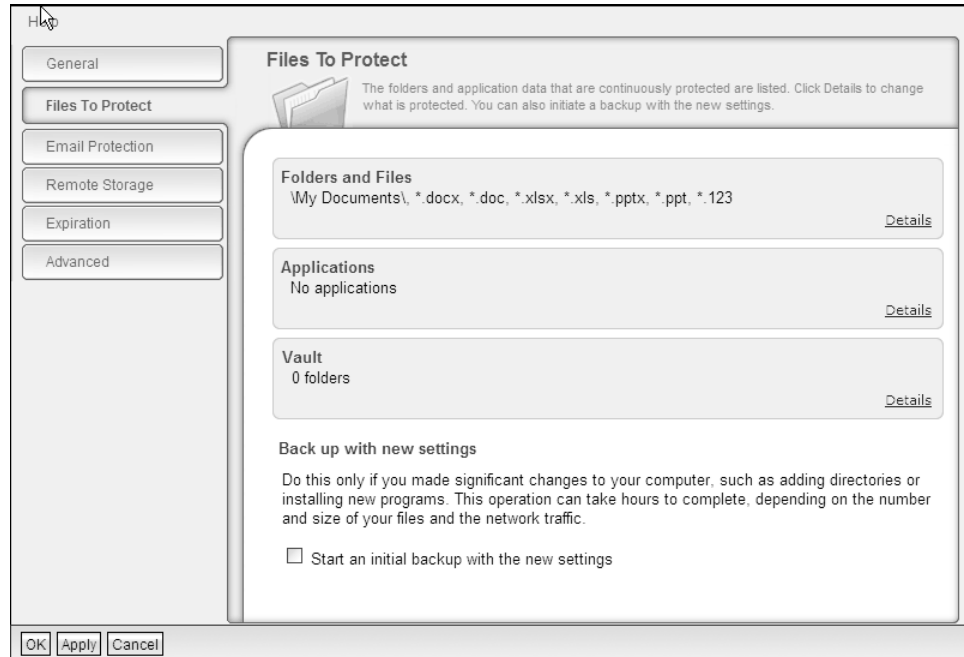 Help
General
Files To Protect
Email Protection
Remote Storage
Expiration
Advanced
Files To Protect
The folders and application data that are continuously protected are listed. Click Details to change
what is protected. You can also initiate a backup with the new settings.
Folders and Files
\My Documents\, *.docx, *.doc, *.xlsx, *.xls, *.pptx, *.ppt, *.123
Details
Applications
No applications
Details
Vault
0 folders
Details
Back up with new settings
Do this only if you made significant changes to your computer, such as adding directories or
installing new programs. This operation can take hours to complete, depending on the number
and size of your files and the network traffic.
Start an initial backup with the new settings
OK Apply Cancel